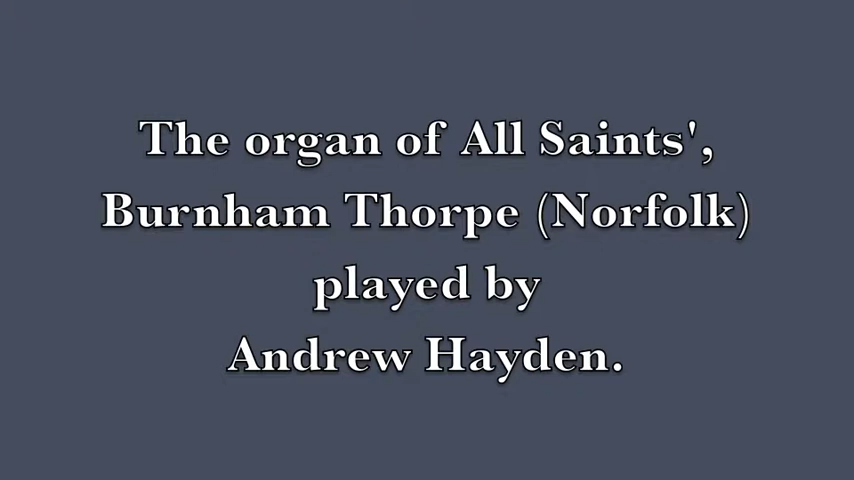 The organ of All Saints',
Burnham Thorpe (Norfolk)
played by
Andrew Hayden.